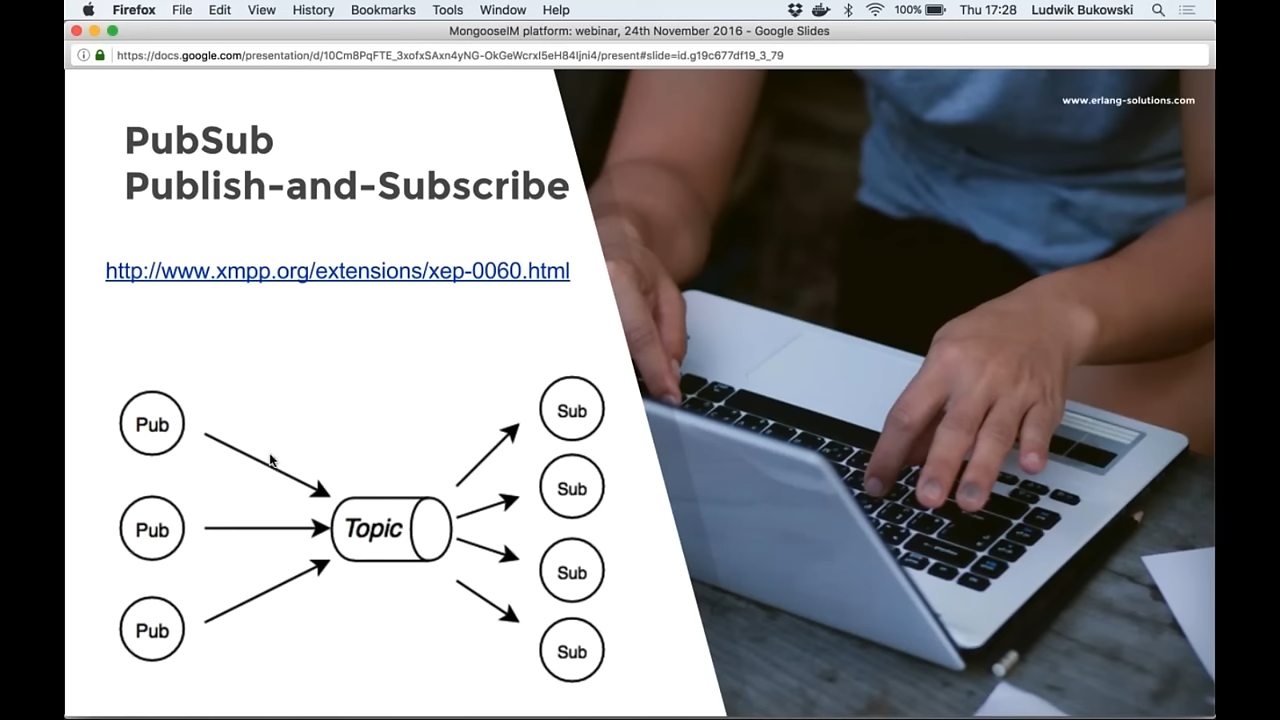 Firefox File Edit View History Bookmarks Tools Window Help 100% Thu 17:28 Ludwik Bukowski
MongooseIM platform: webinar, 24th November 2016 - Google Slides
https://docs.google.com/presentation/d/10Cm8PqFTE_3xofxSAxn4yNG-OkGeWcrxI5eH84ljni4/present#slide=id.g19c677df19_3_79
www.erlang-solutions.com
PubSub
Publish-and-Subscribe
http://www.xmpp.org/extensions/xep-0060.html
Pub
Pub
Pub
Topic
Sub
Sub
Sub
Sub